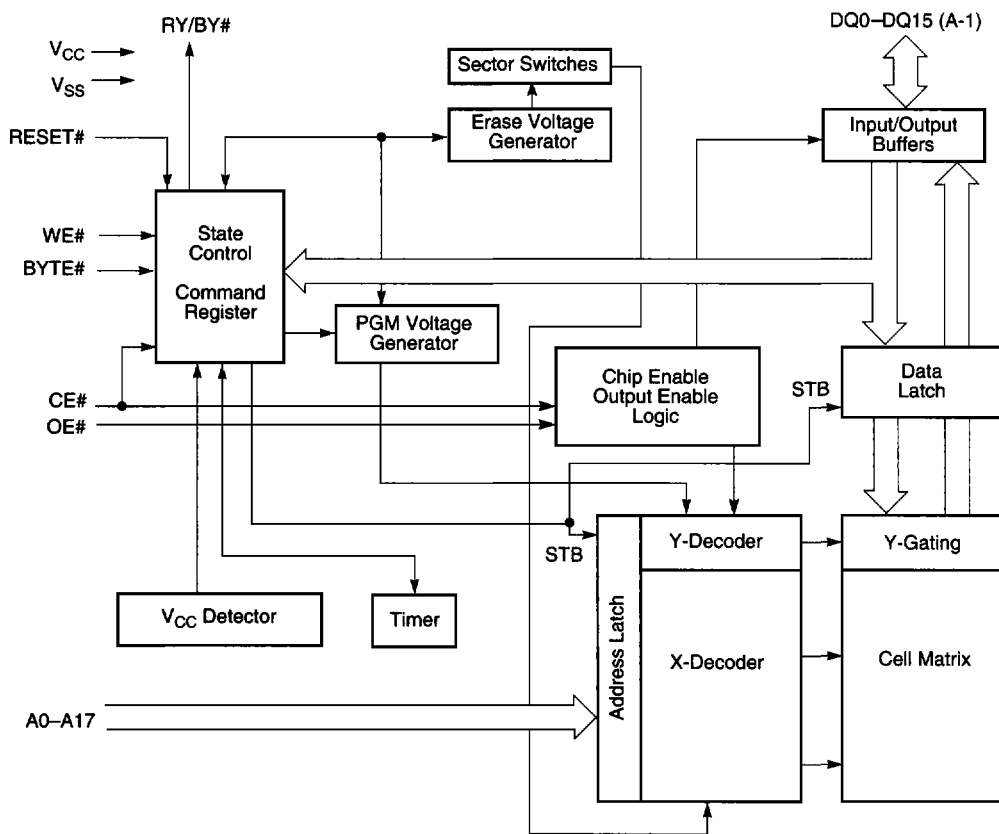 RY/BY#
DQ0–DQ15 (A-1)
VCC
VSS
Sector Switches
RESET#
Erase Voltage
Generator
Input/Output
Buffers
WE#
BYTE#
State
Control
Command
Register
PGM Voltage
Generator
CE#
OE#
Chip Enable
Output Enable
Logic
STB
Data
Latch
STB
Y-Decoder
Y-Gating
VCC Detector
Timer
Address Latch
X-Decoder
Cell Matrix
A0–A17